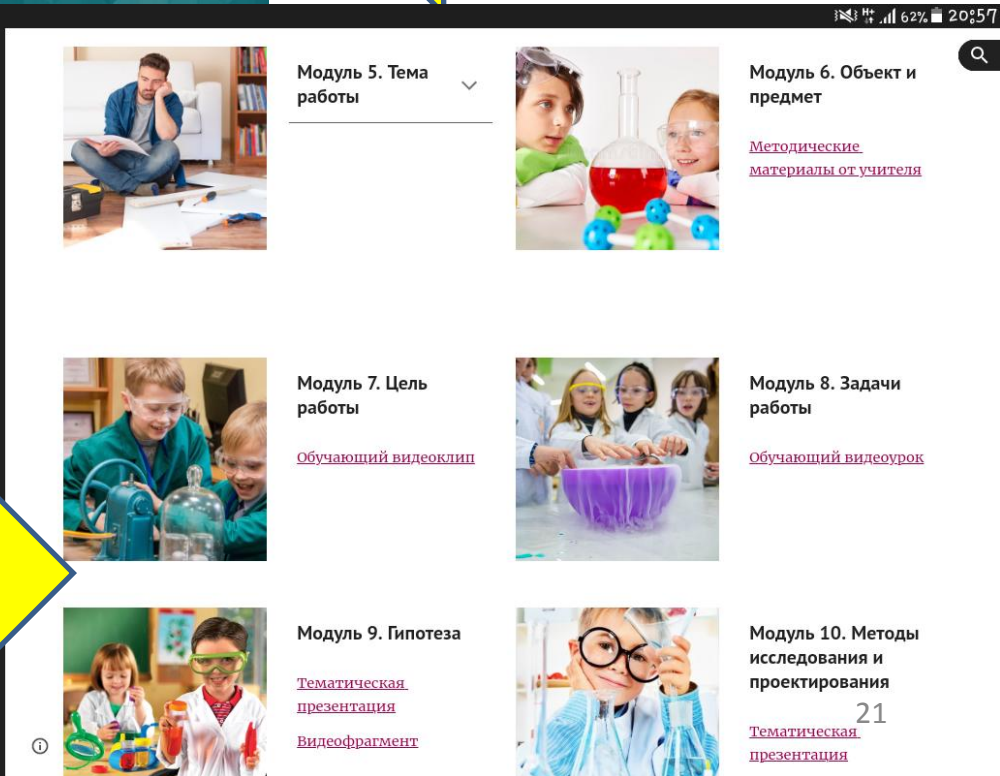 62% 20:57
Модуль 5. Тема
работы
Модуль 6. Объект и
предмет
Методические
материалы от учителя
Модуль 7. Цель
работы
Обучающий видеоклип
Модуль 8. Задачи
работы
Обучающий видеоурок
Модуль 9. Гипотеза
Тематическая
презентация
Видеофрагмент
Модуль 10. Методы
исследования и
проектирования
21
Тематическая
презентация